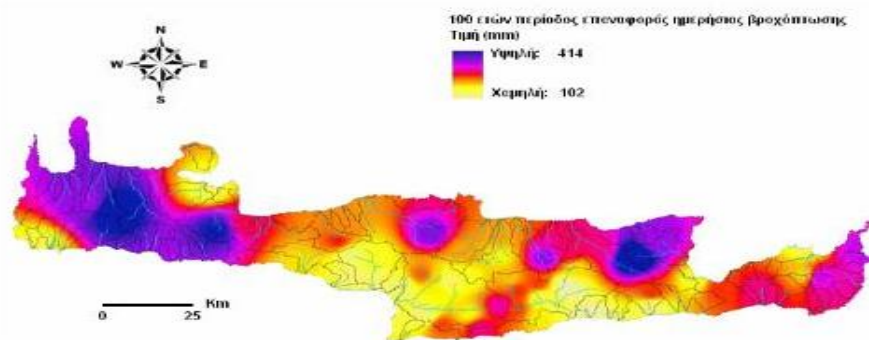 100 ετών περίοδος επαναφοράς ημερήσιας βροχόπτωσης
Τιμή (mm)
Υψηλή: 414
Χαμηλή: 102
N
W E
S
Km
0 25